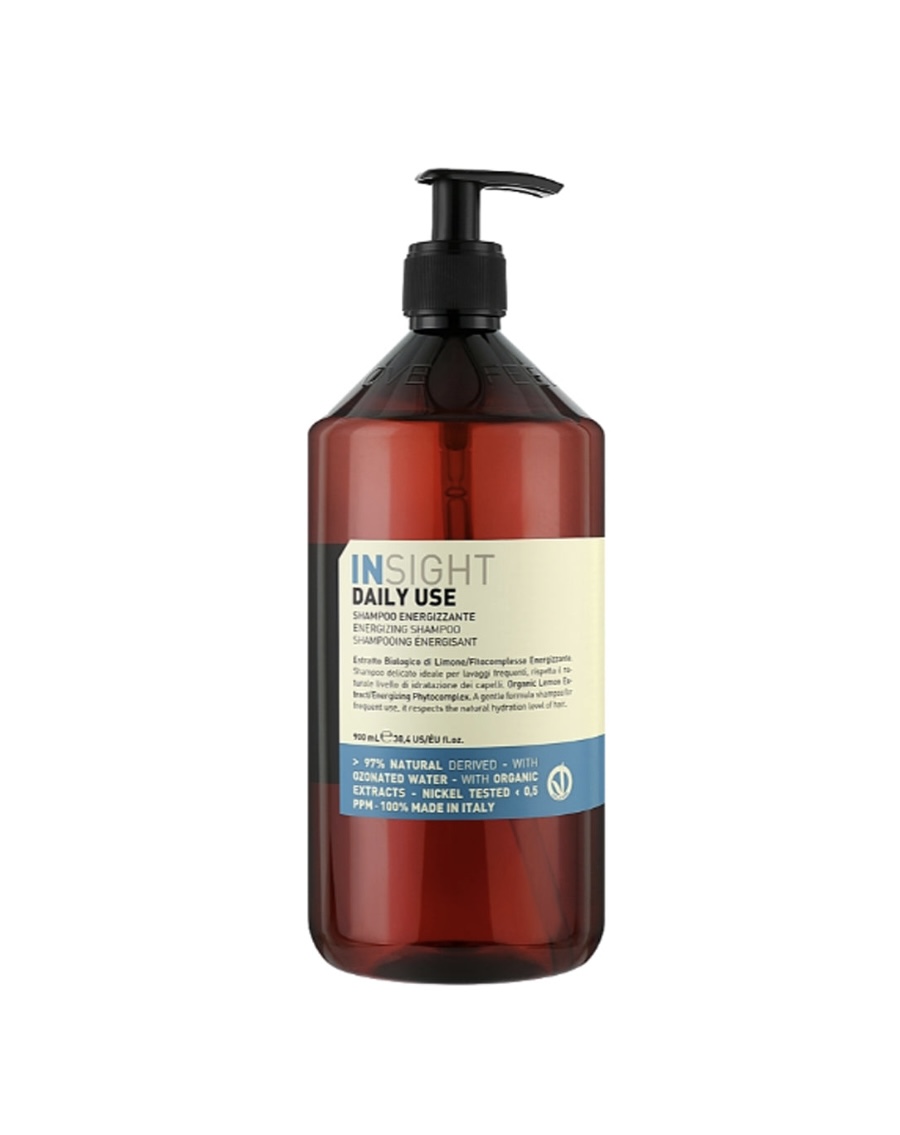 INSIGHT
DAILY USE
SHAMPOO ENERGIZZANTE
ENERGIZING SHAMPOO
SHAMPOOING ÉNERGISANT
Estratto Biologico di Limone/Fitocomplesso Energizzante.
Shampoo delicato ideale per lavaggi frequenti, rispetta il na-
turale livello di idratazione dei capelli. Organic Lemon Ex-
tract/Energizing Phytocomplex. A gentle formula shampoo for
frequent use, it respects the natural hydration level of hair.
900 mL ℮ 30,4 US/ÉU fl.oz.
> 97% NATURAL DERIVED - WITH
OZONATED WATER - WITH ORGANIC
EXTRACTS - NICKEL TESTED < 0,5
PPM - 100% MADE IN ITALY